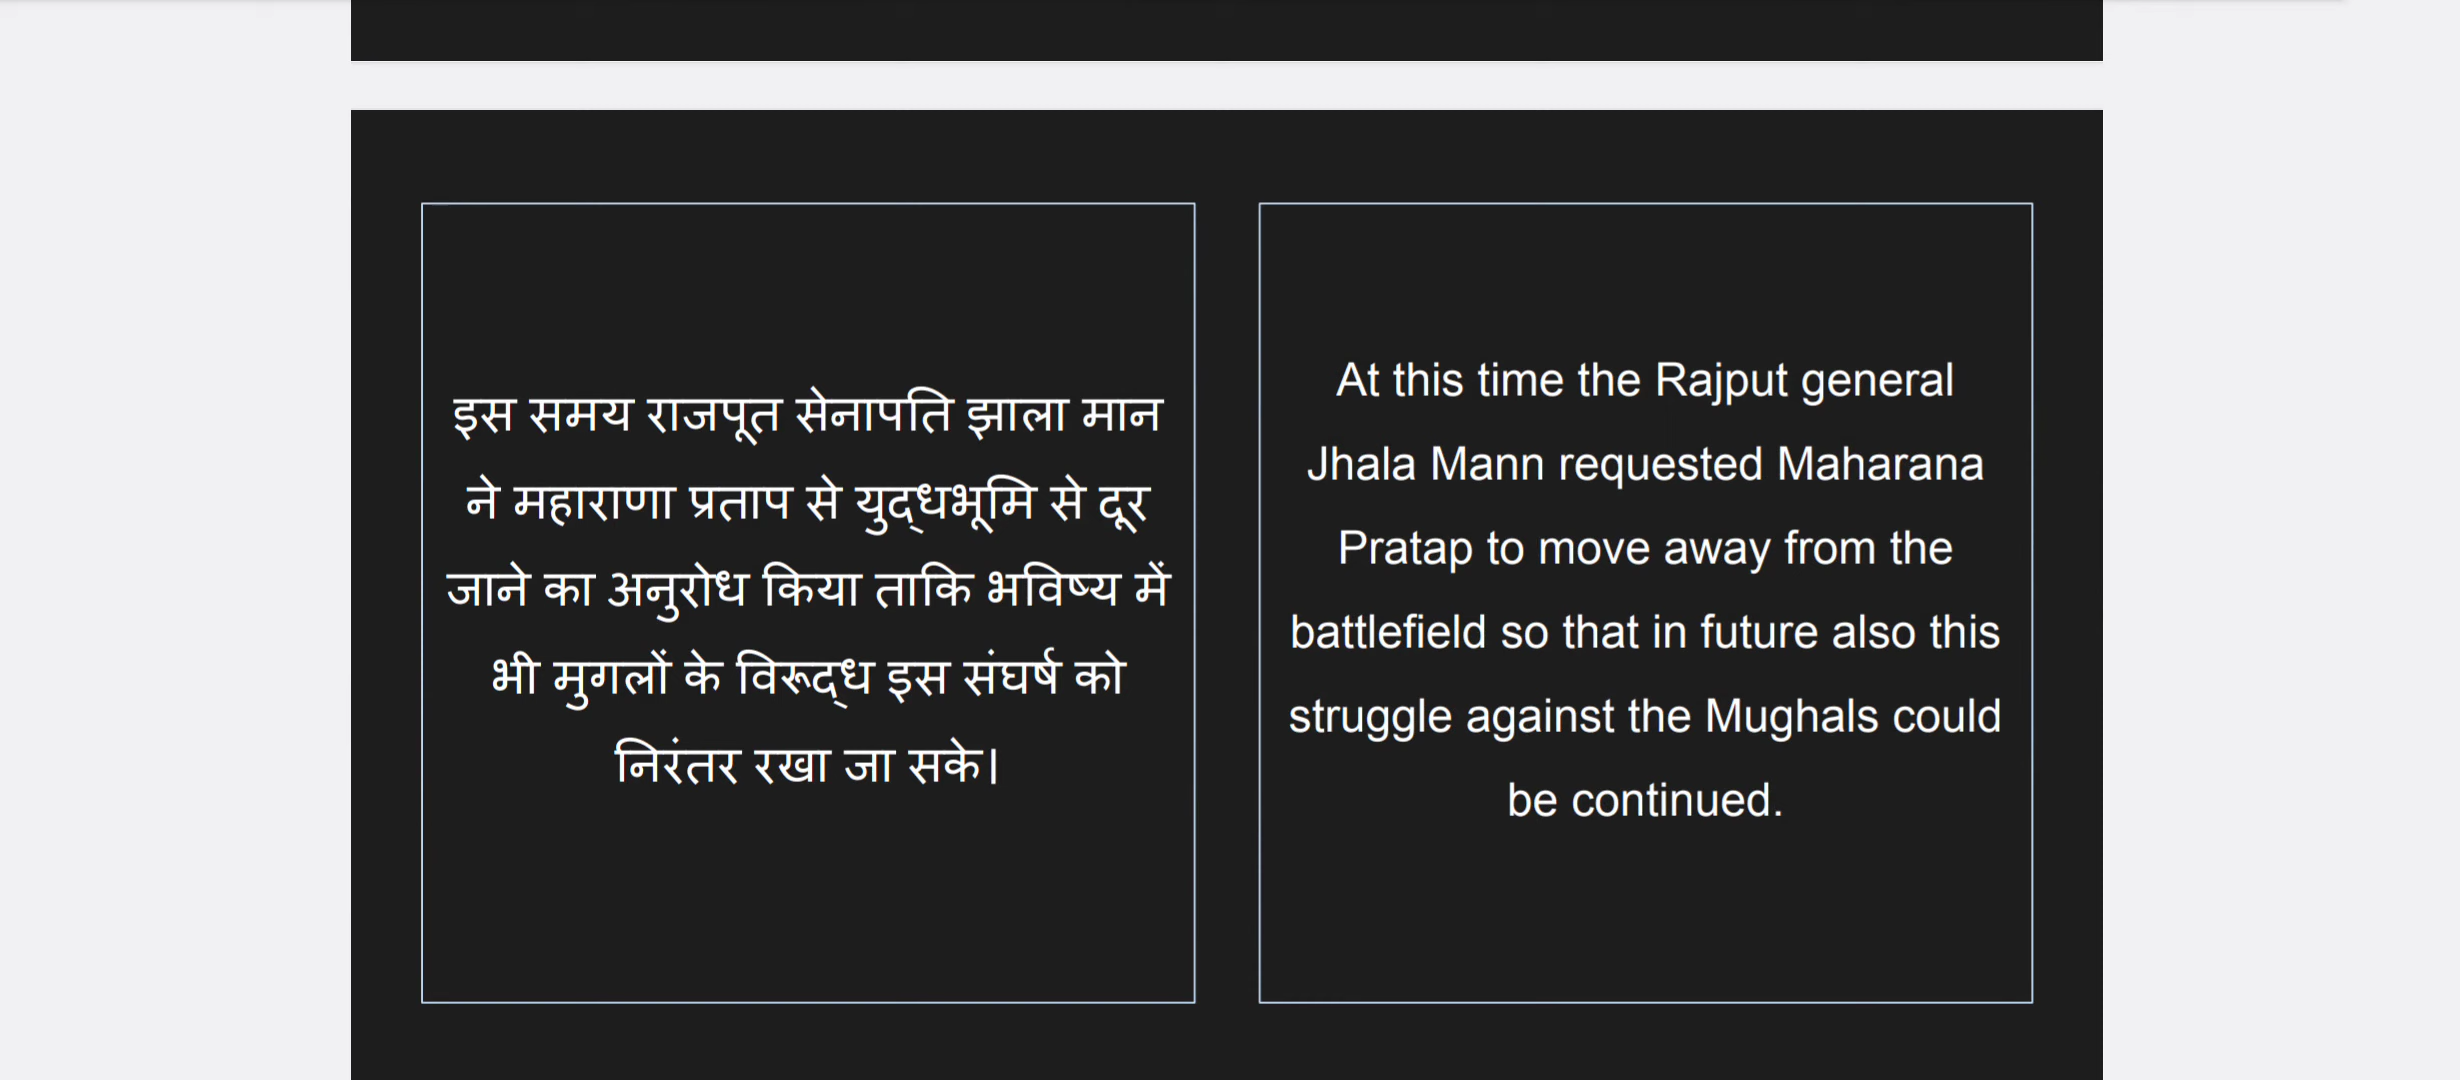 इस समय राजपूत सेनापति झाला मान
ने महाराणा प्रताप से युद्धभूमि से दूर
जाने का अनुरोध किया ताकि भविष्य में
भी मुगलों के विरूद्ध इस संघर्ष को
निरंतर रखा जा सके।
At this time the Rajput general
Jhala Mann requested Maharana
Pratap to move away from the
battlefield so that in future also this
struggle against the Mughals could
be continued.